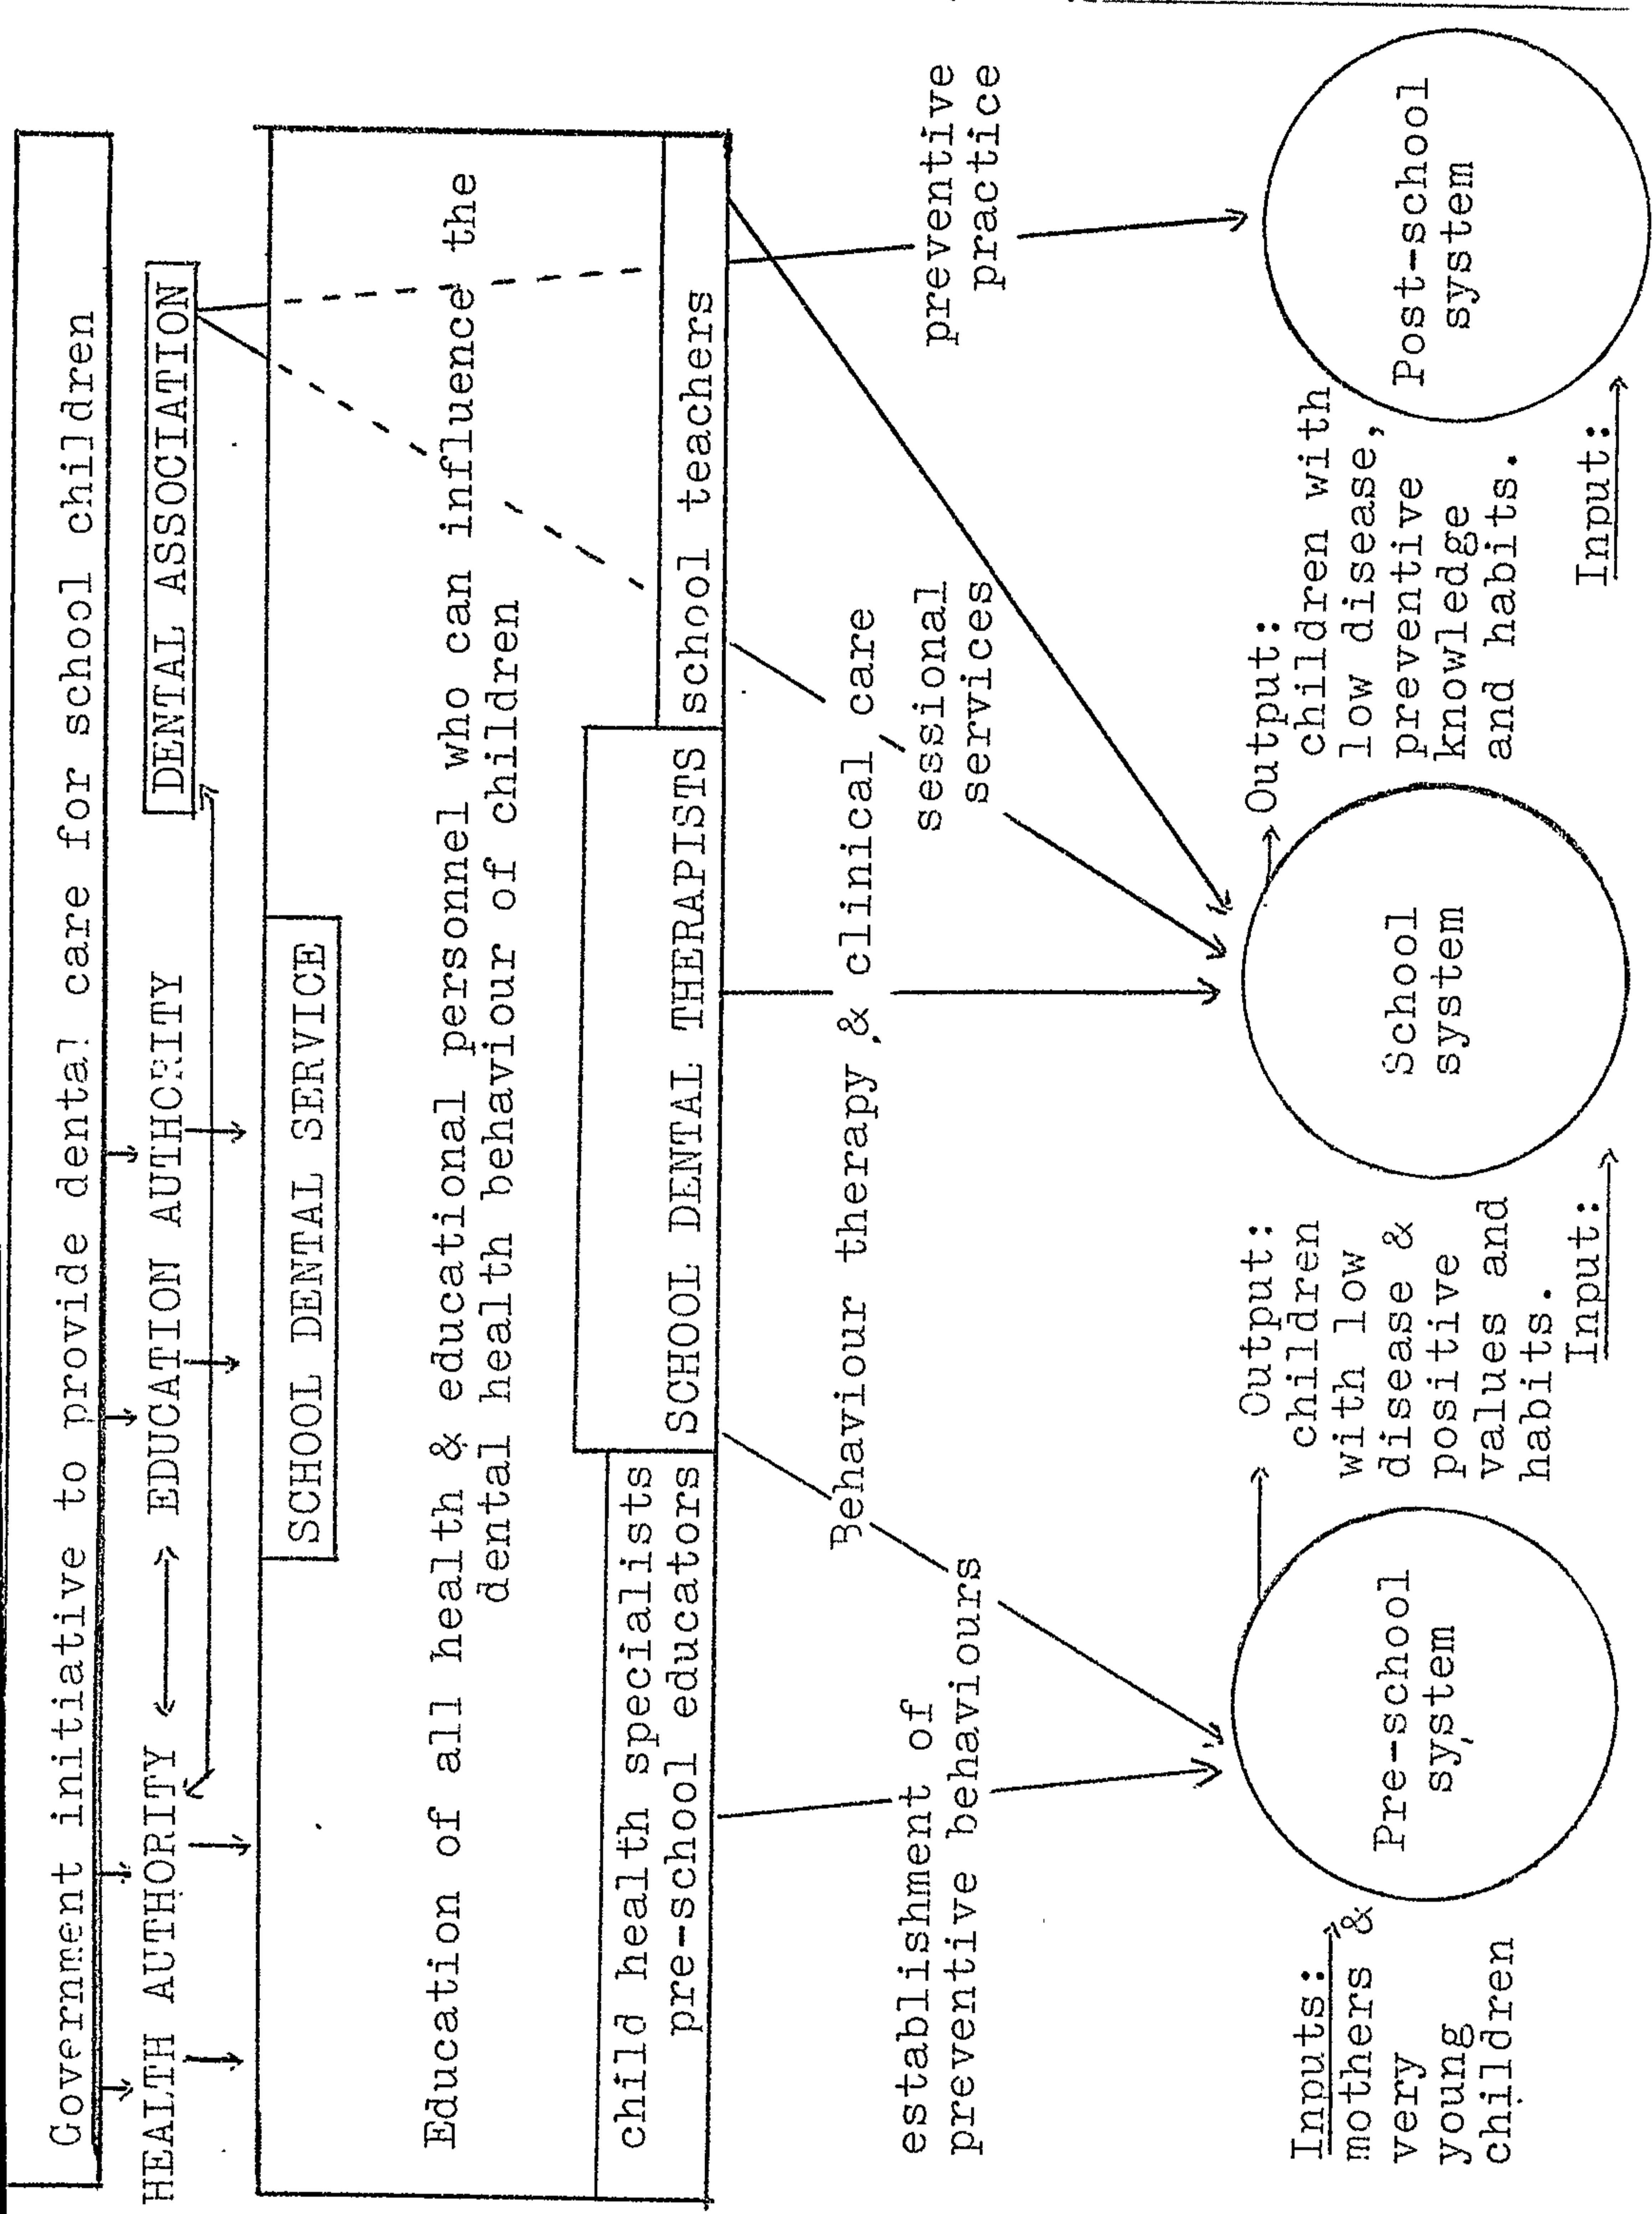 Government initiative to provide dental care for school children
HEALTH AUTHORITY
EDUCATION AUTHORITY
DENTAL ASSOCIATION
SCHOOL DENTAL SERVICE
Education of all health & educational personnel who can influence the
dental health behaviour of children
child health specialists
pre-school educators
SCHOOL DENTAL THERAPISTS
school teachers
Behaviour therapy & clinical care
establishment of
preventive behaviours
sessional
services
preventive
practice
Inputs:
mothers &
very
young
children
Pre-school
system
Output:
children
with low
disease &
positive
values and
habits.
Input:
School
system
Output:
children with
low disease,
preventive
knowledge
and habits.
Input:
Post-school
system